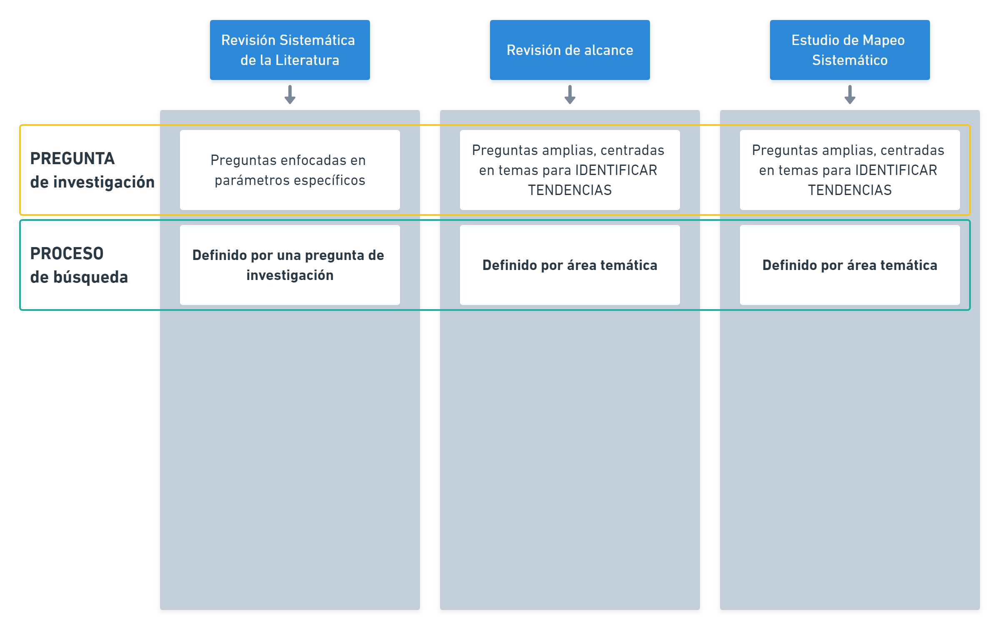 Revisión Sistemática
de la Literatura
Revisión de alcance
Estudio de Mapeo
Sistemático
PREGUNTA
de investigación
Preguntas enfocadas en
parámetros específicos
Preguntas amplias, centradas
en temas para IDENTIFICAR
TENDENCIAS
Preguntas amplias, centradas
en temas para IDENTIFICAR
TENDENCIAS
PROCESO
de búsqueda
Definido por una pregunta de
investigación
Definido por área temática
Definido por área temática